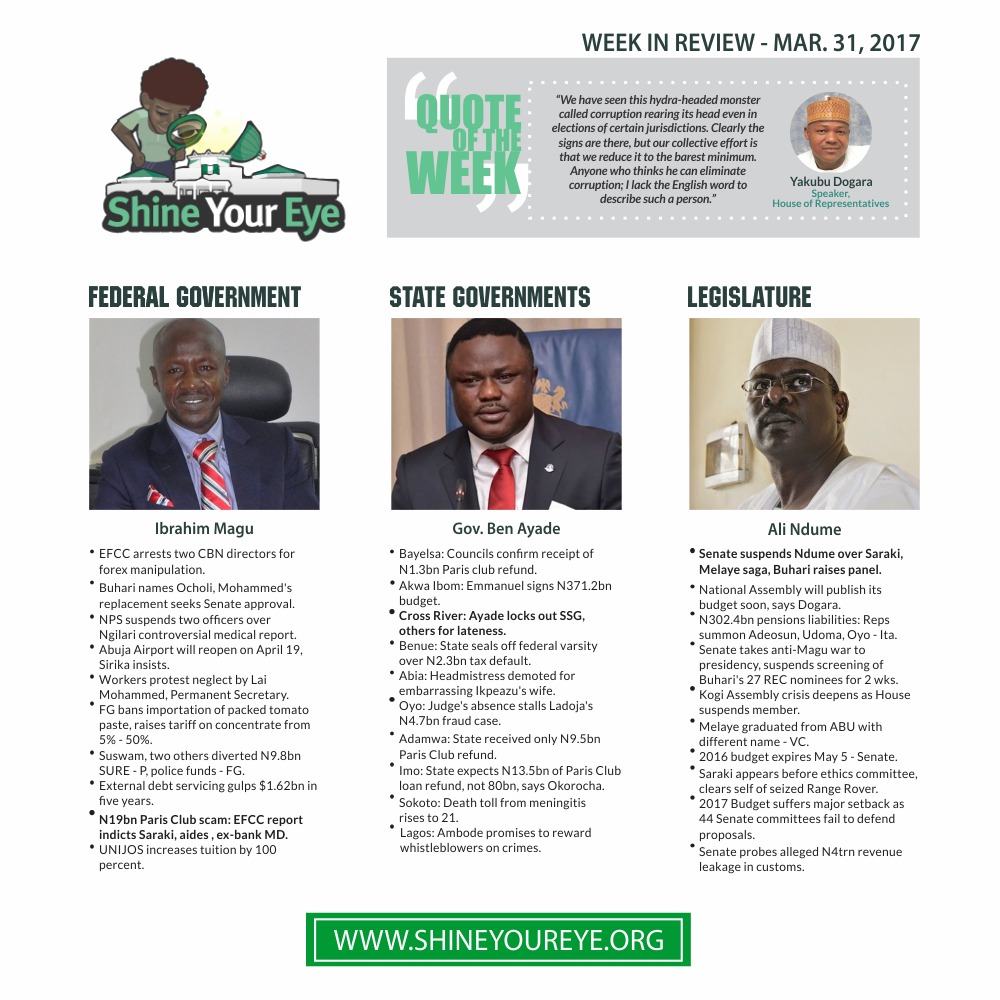 WEEK IN REVIEW - MAR. 31, 2017
Shine Your Eye
QUOTE
OF THE
WEEK
“We have seen this hydra-headed monster
called corruption rearing its head even in
elections of certain jurisdictions. Clearly the
signs are there, but our collective effort is
that we reduce it to the barest minimum.
Anyone who thinks he can eliminate
corruption; I lack the English word to
describe such a person.”
Yakubu Dogara
Speaker,
House of Representatives
FEDERAL GOVERNMENT
Ibrahim Magu
• EFCC arrests two CBN directors for
forex manipulation.
• Buhari names Ocholi, Mohammed's
replacement seeks Senate approval.
• NPS suspends two officers over
Ngilari controversial medical report.
• Abuja Airport will reopen on April 19,
Sirika insists.
• Workers protest neglect by Lai
Mohammed, Permanent Secretary.
• FG bans importation of packed tomato
paste, raises tariff on concentrate from
5% - 50%.
• Suswam, two others diverted N9.8bn
SURE - P, police funds - FG.
• External debt servicing gulps $1.62bn in
five years.
• N19bn Paris Club scam: EFCC report
indicts Saraki, aides , ex-bank MD.
• UNIJOS increases tuition by 100
percent.
STATE GOVERNMENTS
Gov. Ben Ayade
• Bayelsa: Councils confirm receipt of
N1.3bn Paris club refund.
• Akwa Ibom: Emmanuel signs N371.2bn
budget.
• Cross River: Ayade locks out SSG,
others for lateness.
• Benue: State seals off federal varsity
over N2.3bn tax default.
• Abia: Headmistress demoted for
embarrassing Ikpeazu's wife.
• Oyo: Judge's absence stalls Ladoja's
N4.7bn fraud case.
• Adamwa: State received only N9.5bn
Paris Club refund.
• Imo: State expects N13.5bn of Paris Club
loan refund, not 80bn, says Okorocha.
• Sokoto: Death toll from meningitis
rises to 21.
• Lagos: Ambode promises to reward
whistleblowers on crimes.
LEGISLATURE
Ali Ndume
• Senate suspends Ndume over Saraki,
Melaye saga, Buhari raises panel.
• National Assembly will publish its
budget soon, says Dogara.
• N302.4bn pensions liabilities: Reps
summon Adeosun, Udoma, Oyo - Ita.
• Senate takes anti-Magu war to
presidency, suspends screening of
Buhari's 27 REC nominees for 2 wks.
• Kogi Assembly crisis deepens as House
suspends member.
• Melaye graduated from ABU with
different name - VC.
• 2016 budget expires May 5 - Senate.
• Saraki appears before ethics committee,
clears self of seized Range Rover.
• 2017 Budget suffers major setback as
44 Senate committees fail to defend
proposals.
• Senate probes alleged N4trn revenue
leakage in customs.
WWW.SHINEYOUREYE.ORG